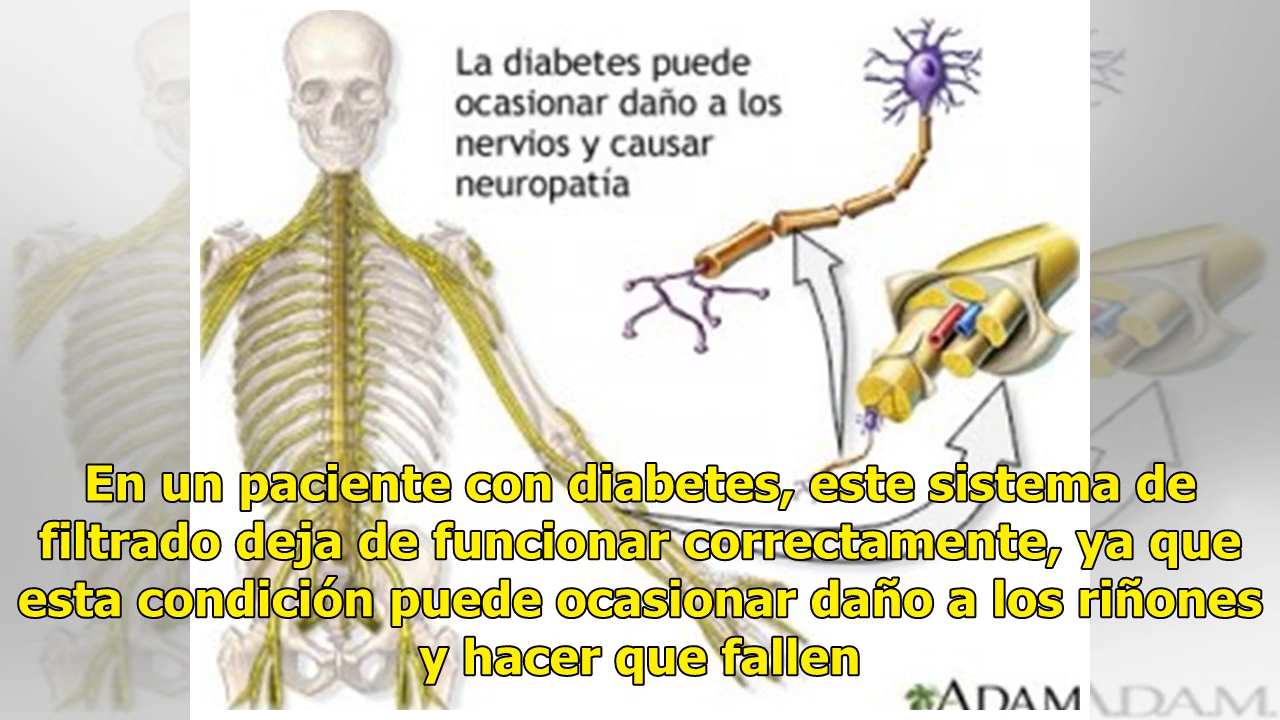 La diabetes puede
ocasionar daño a los
nervios y causar
neuropatía
En un paciente con diabetes, este sistema de
filtrado deja de funcionar correctamente, ya que
esta condición puede ocasionar daño a los riñones
y hacer que fallen
ADAM
A.D.A.M.